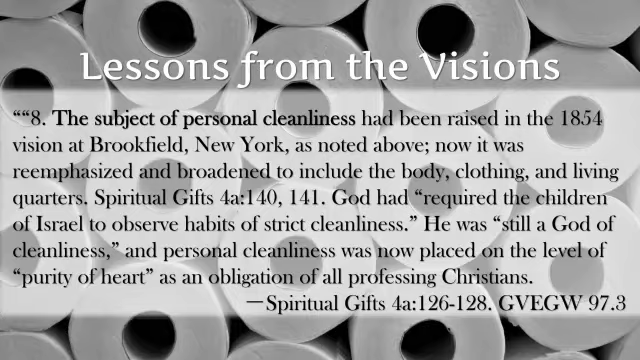 Lessons from the Visions
““8. The subject of personal cleanliness had been raised in the 1854
vision at Brookfield, New York, as noted above; now it was
reemphasized and broadened to include the body, clothing, and living
quarters. Spiritual Gifts 4a:140, 141. God had “required the children
of Israel to observe habits of strict cleanliness.” He was “still a God of
cleanliness,” and personal cleanliness was now placed on the level of
“purity of heart” as an obligation of all professing Christians.
—Spiritual Gifts 4a:126-128. GVEGW 97.3